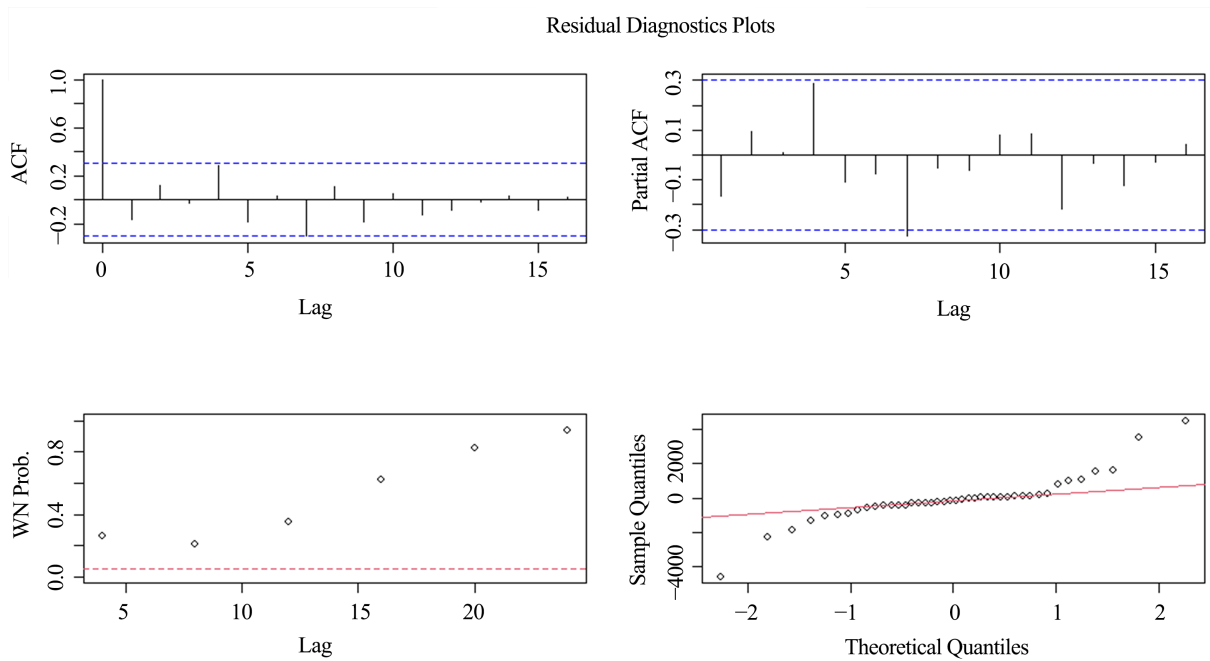 Residual Diagnostics Plots
ACF
1.0
0.6
0.2
−0.2
0 5 10 15
Lag
Partial ACF
0.3
0.1
−0.1
−0.3
5 10 15
Lag
WN Prob.
0.8
0.4
0.0
5 10 15 20
Lag
Sample Quantiles
2000
0
−4000
−2 −1 0 1 2
Theoretical Quantiles